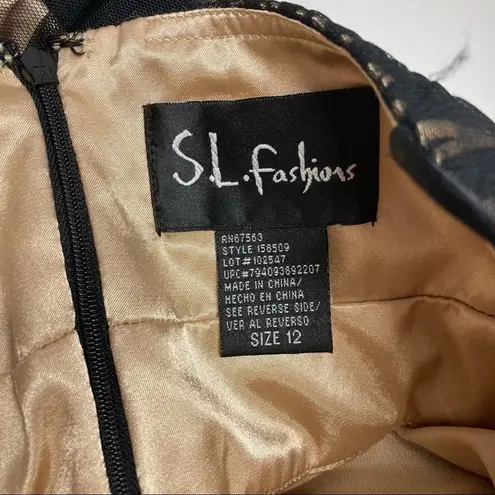 S.L.Fashions
RN67563
STYLE 158509
LOT#102547
UPC#794093692207
MADE IN CHINA/
HECHO EN CHINA
SEE REVERSE SIDE/
VER AL REVERSO
SIZE 12